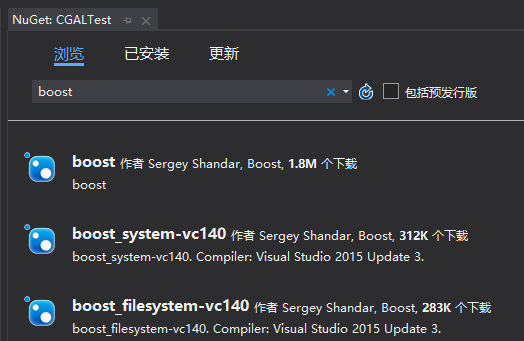 NuGet: CGALTest
浏览 已安装 更新
boost
包括预发行版
boost 作者 Sergey Shandar, Boost, 1.8M 个下载
boost
boost_system-vc140 作者 Sergey Shandar, Boost, 312K 个下载
boost_system-vc140. Compiler: Visual Studio 2015 Update 3.
boost_filesystem-vc140 作者 Sergey Shandar, Boost, 283K 个下载
boost_filesystem-vc140. Compiler: Visual Studio 2015 Update 3.